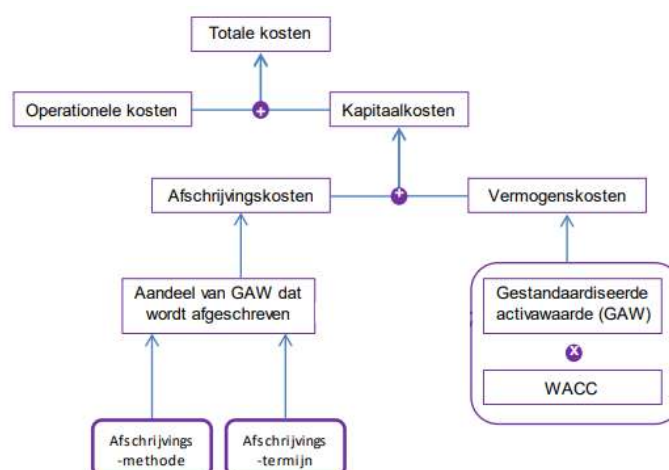 Totale kosten
Operationele kosten
+
Kapitaalkosten
Afschrijvingskosten
+
Vermogenskosten
Aandeel van GAW dat
wordt afgeschreven
Gestandaardiseerde
activawaarde (GAW)
x
WACC
Afschrijvings
-methode
Afschrijvings
-termijn